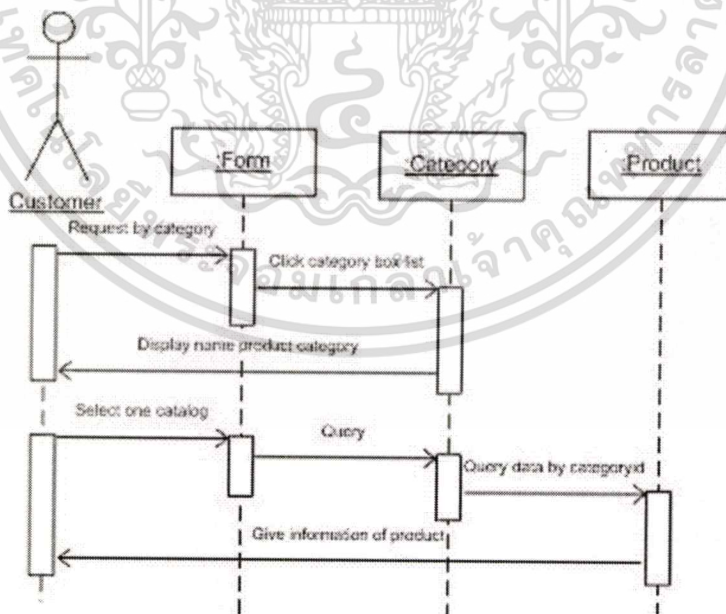 :Form
:Category
:Product
Customer
Request by category
Click category box list
Display name product category
Select one catalog
Query
Query data by categoryid
Give information of product